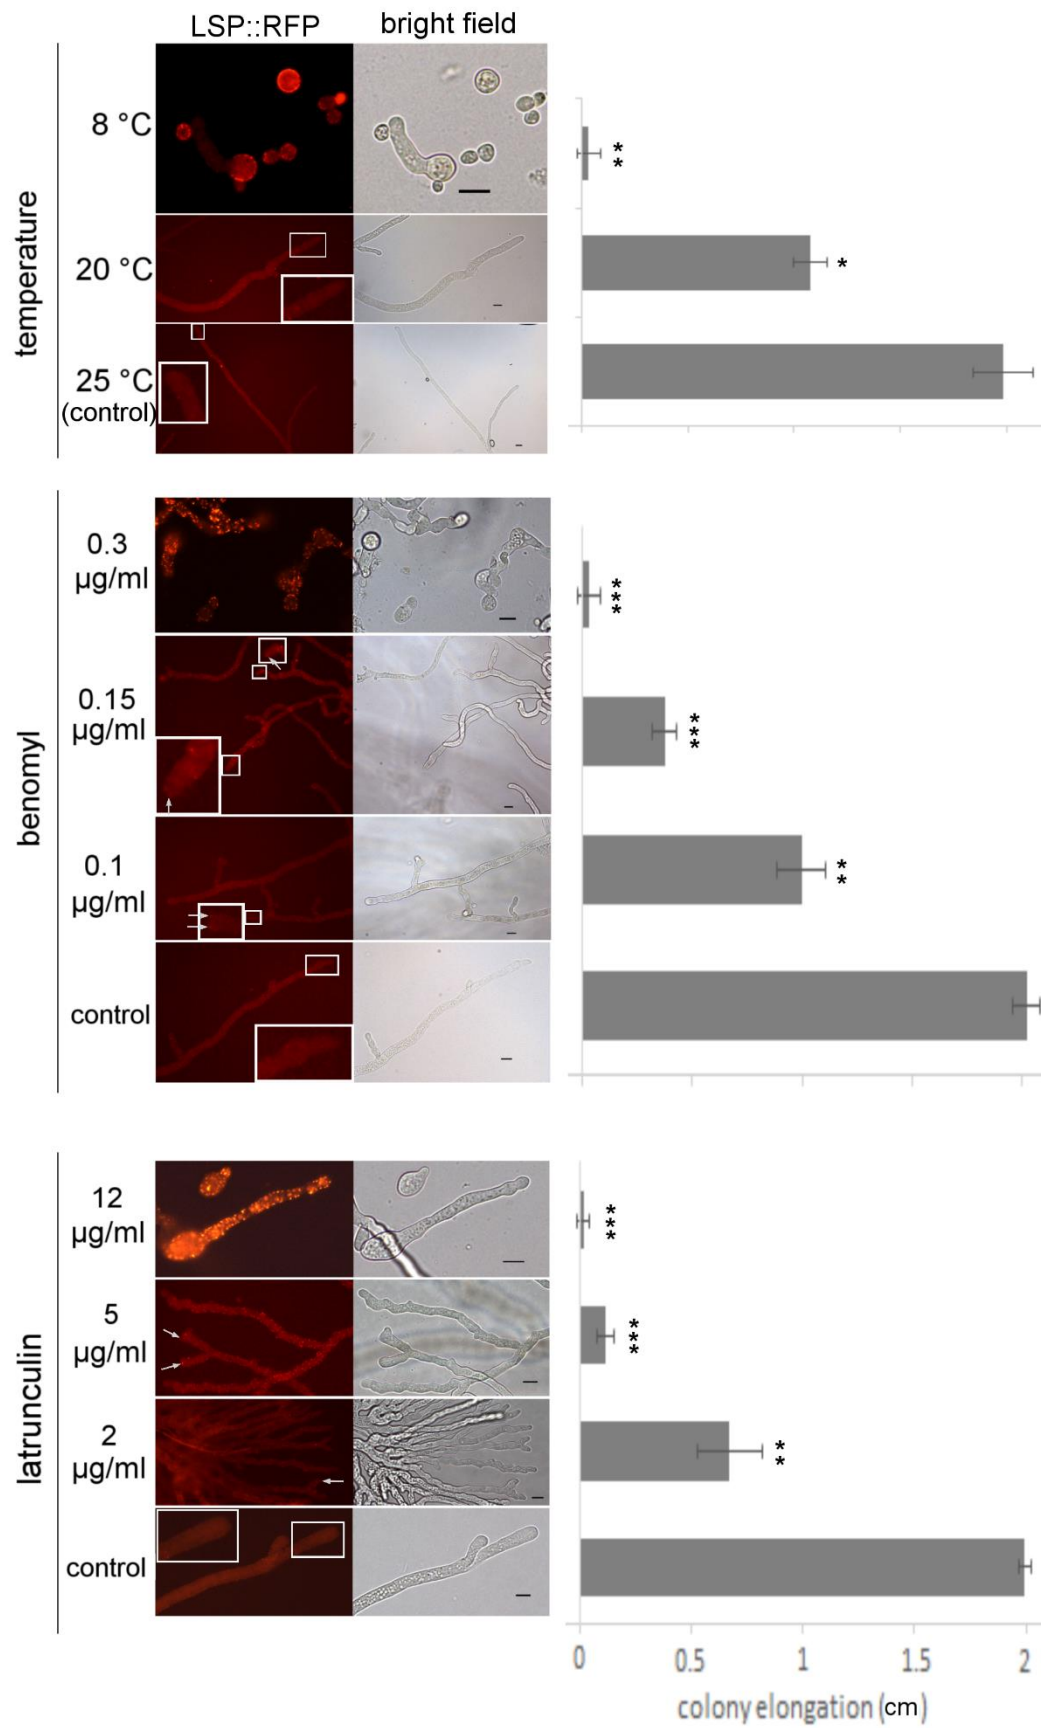 LSP::RFP bright field
temperature
8 °C
**
20 °C
*
25 °C
(control)
benomyl
0.3
µg/ml
***
0.15
µg/ml
***
0.1
µg/ml
**
control
latrunculin
12
µg/ml
***
5
µg/ml
***
2
µg/ml
**
control
0 0.5 1 1.5 2
colony elongation (cm)